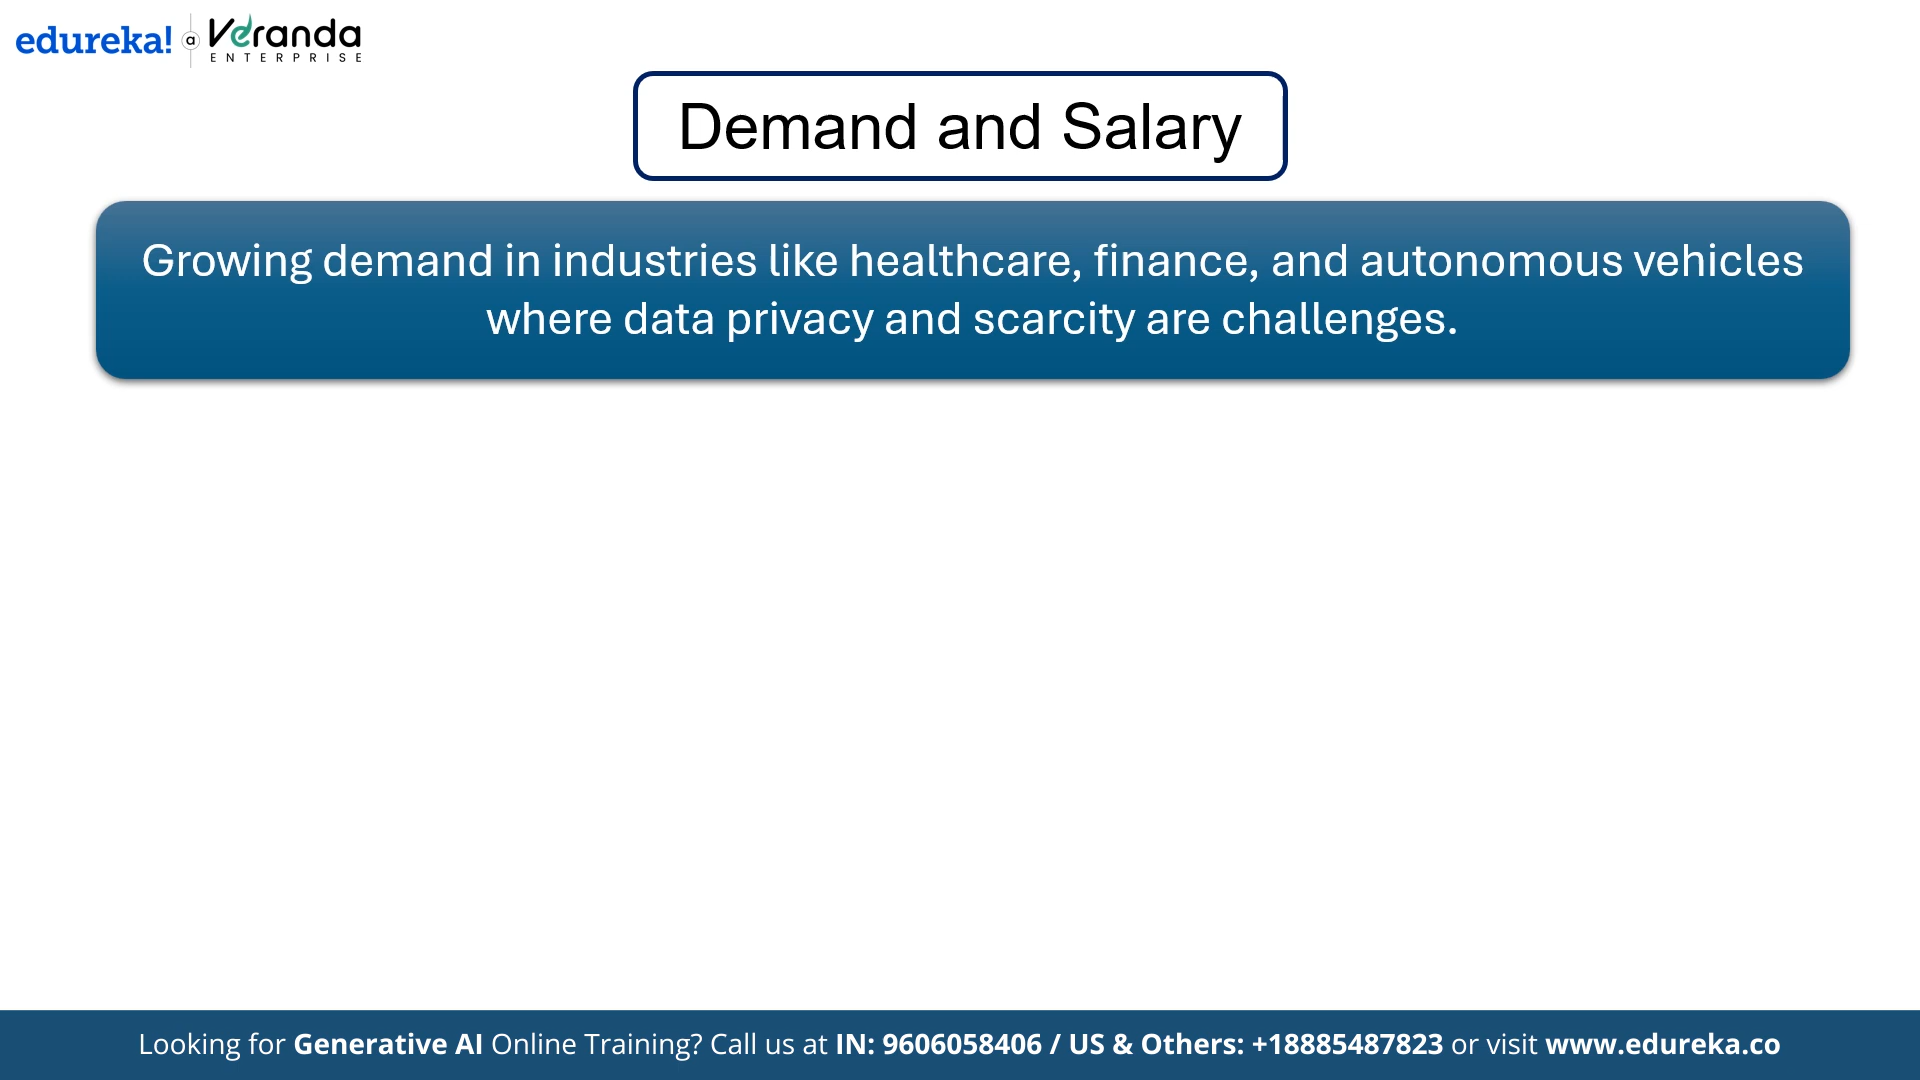 edureka! a Veranda
ENTERPRISE
Demand and Salary
Growing demand in industries like healthcare, finance, and autonomous vehicles
where data privacy and scarcity are challenges.
Looking for Generative AI Online Training? Call us at IN: 9606058406 / US & Others: +18885487823 or visit www.edureka.co